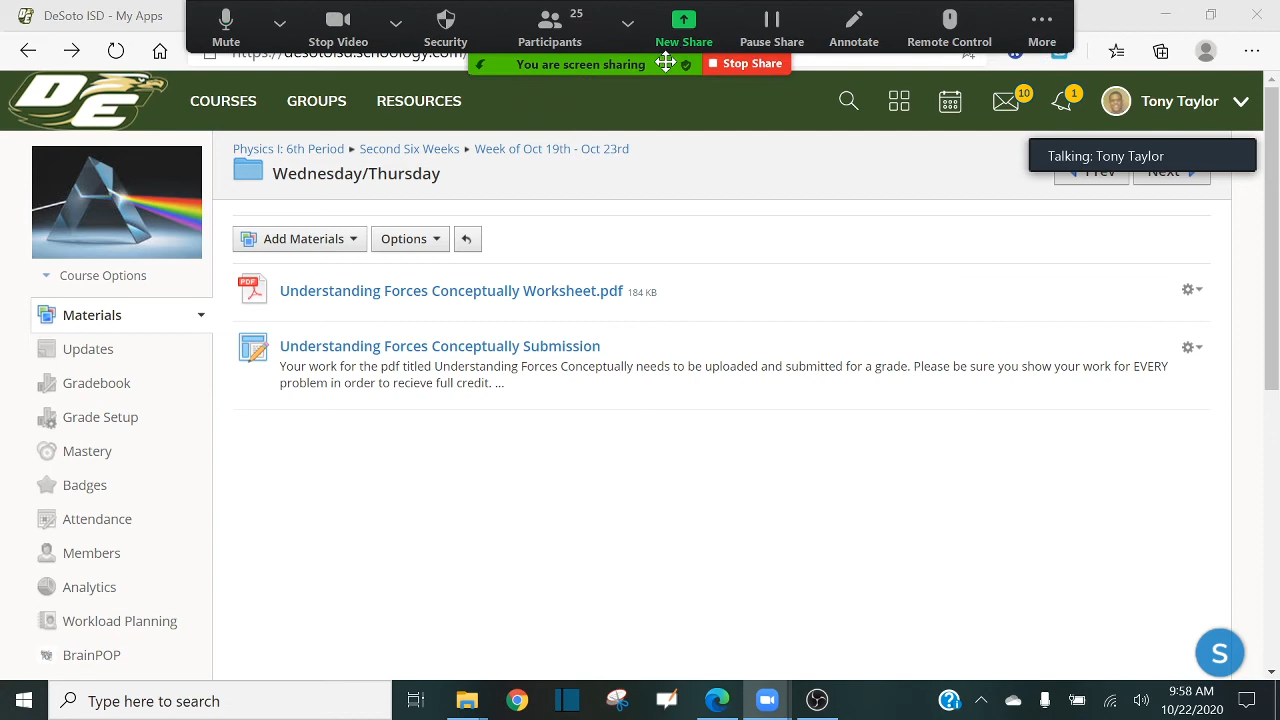 DeSoto ISD - My Apps
Mute
Stop Video
Security
25
Participants
New Share
Pause Share
Annotate
Remote Control
More
You are screen sharing
Stop Share
DE
COURSES
GROUPS
RESOURCES
10
1
Tony Taylor
Physics I: 6th Period ▸ Second Six Weeks ▸ Week of Oct 19th - Oct 23rd
Talking: Tony Taylor
Wednesday/Thursday
Prev
Next
Add Materials
Options
Course Options
PDF
Understanding Forces Conceptually Worksheet.pdf 184 KB
Materials
Understanding Forces Conceptually Submission
Your work for the pdf titled Understanding Forces Conceptually needs to be uploaded and submitted for a grade. Please be sure you show your work for EVERY
problem in order to recieve full credit. ...
Updates
Gradebook
Grade Setup
Mastery
Badges
Attendance
Members
Analytics
Workload Planning
BrainPOP
S
Type here to search
9:58 AM
10/22/2020